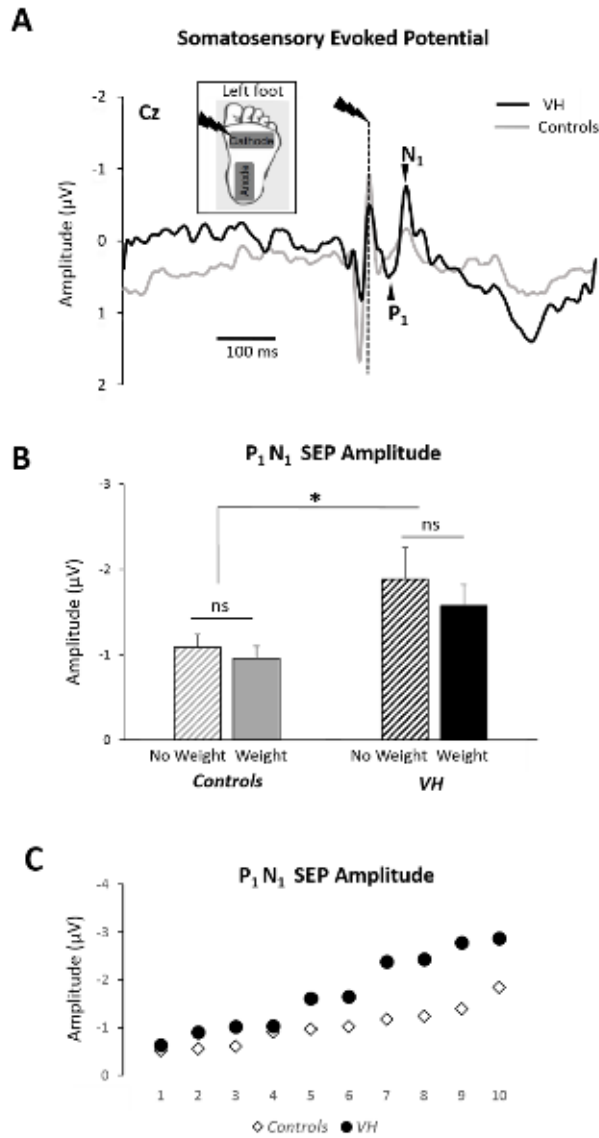 A
Somatosensory Evoked Potential
Left foot
Cathode
Anode
Cz
VH
Controls
N1
P1
Amplitude (µV)
-2
-1
0
1
2
100 ms
B
P1 N1 SEP Amplitude
Amplitude (µV)
-3
-2
-1
0
*
ns
ns
No Weight Weight
No Weight Weight
Controls
VH
C
P1 N1 SEP Amplitude
Amplitude (µV)
-4
-3
-2
-1
0
1 2 3 4 5 6 7 8 9 10
Controls VH